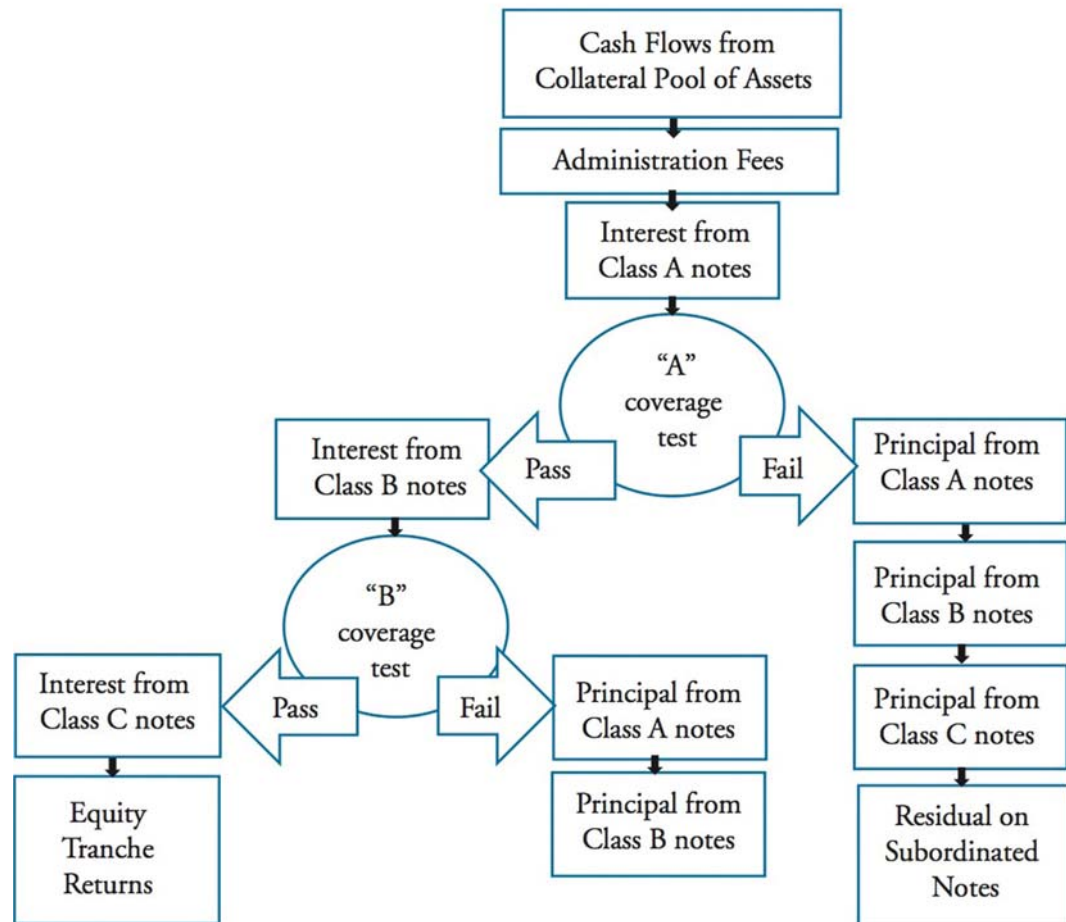 Cash Flows from
Collateral Pool of Assets
Administration Fees
Interest from
Class A notes
“A”
coverage
test
Pass
Fail
Interest from
Class B notes
Principal from
Class A notes
“B”
coverage
test
Pass
Fail
Principal from
Class B notes
Interest from
Class C notes
Principal from
Class A notes
Principal from
Class C notes
Equity
Tranche
Returns
Principal from
Class B notes
Residual on
Subordinated
Notes